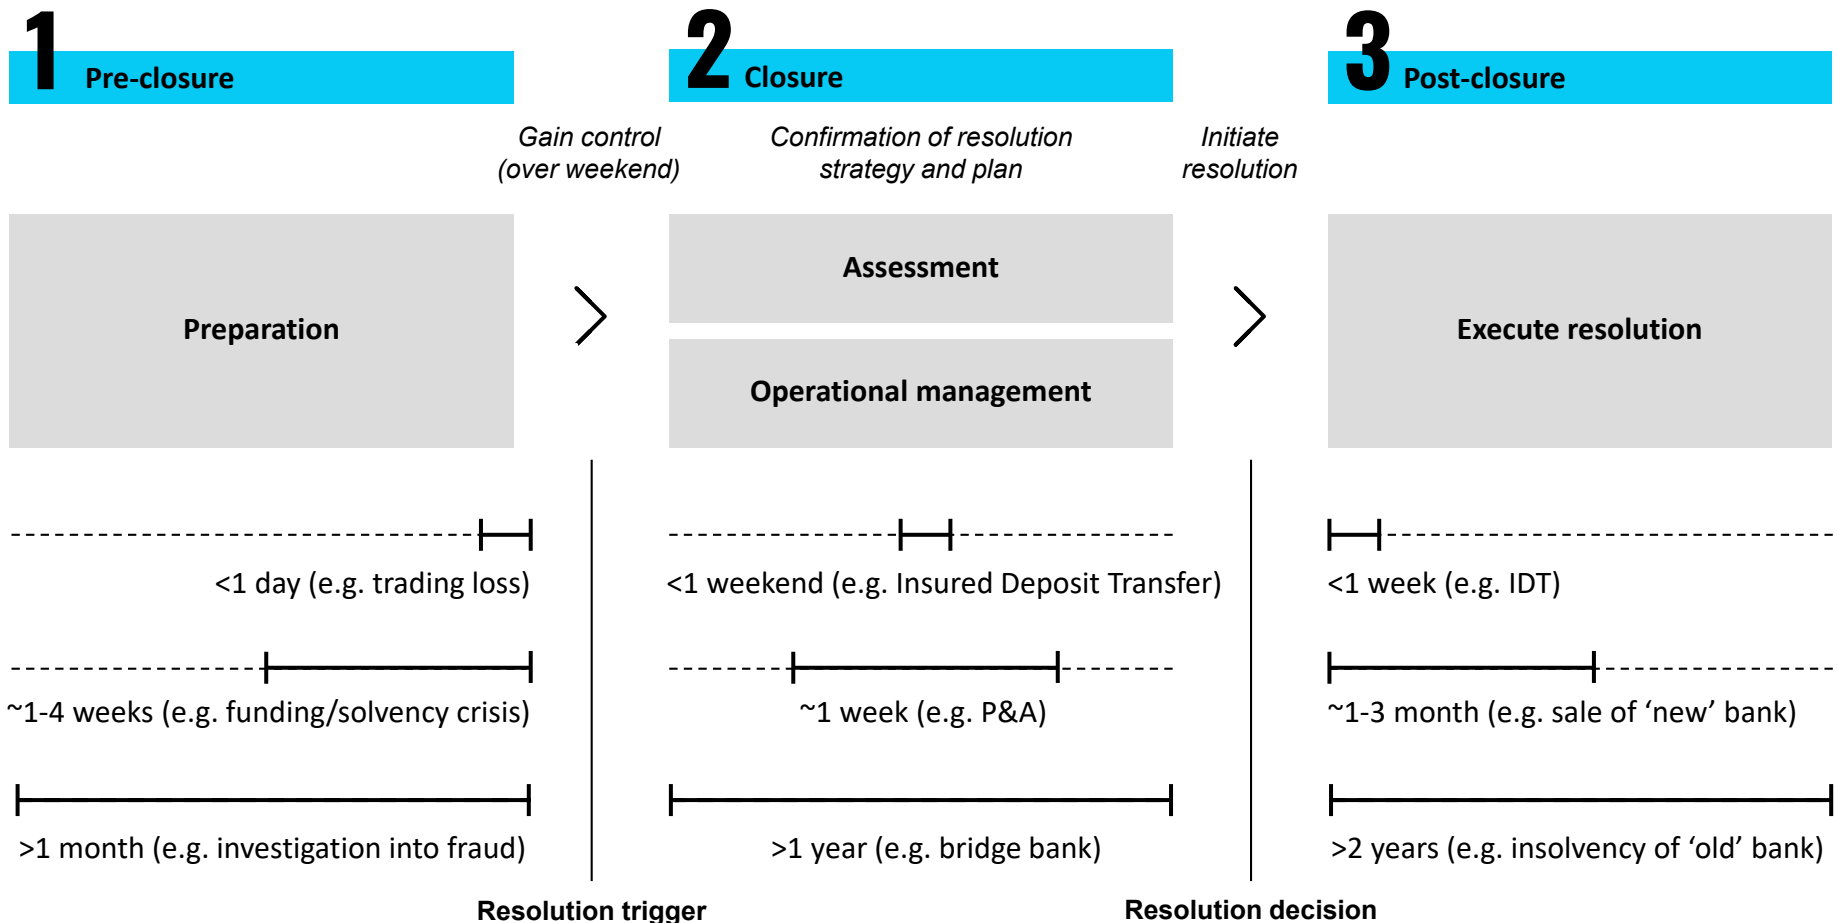 1 Pre-closure
2 Closure
3 Post-closure
Gain control
(over weekend)
Confirmation of resolution
strategy and plan
Initiate
resolution
Preparation
Assessment
Operational management
Execute resolution
<1 day (e.g. trading loss)
<1 weekend (e.g. Insured Deposit Transfer)
<1 week (e.g. IDT)
~1-4 weeks (e.g. funding/solvency crisis)
~1 week (e.g. P&A)
~1-3 month (e.g. sale of ‘new’ bank)
>1 month (e.g. investigation into fraud)
>1 year (e.g. bridge bank)
>2 years (e.g. insolvency of ‘old’ bank)
Resolution trigger
Resolution decision